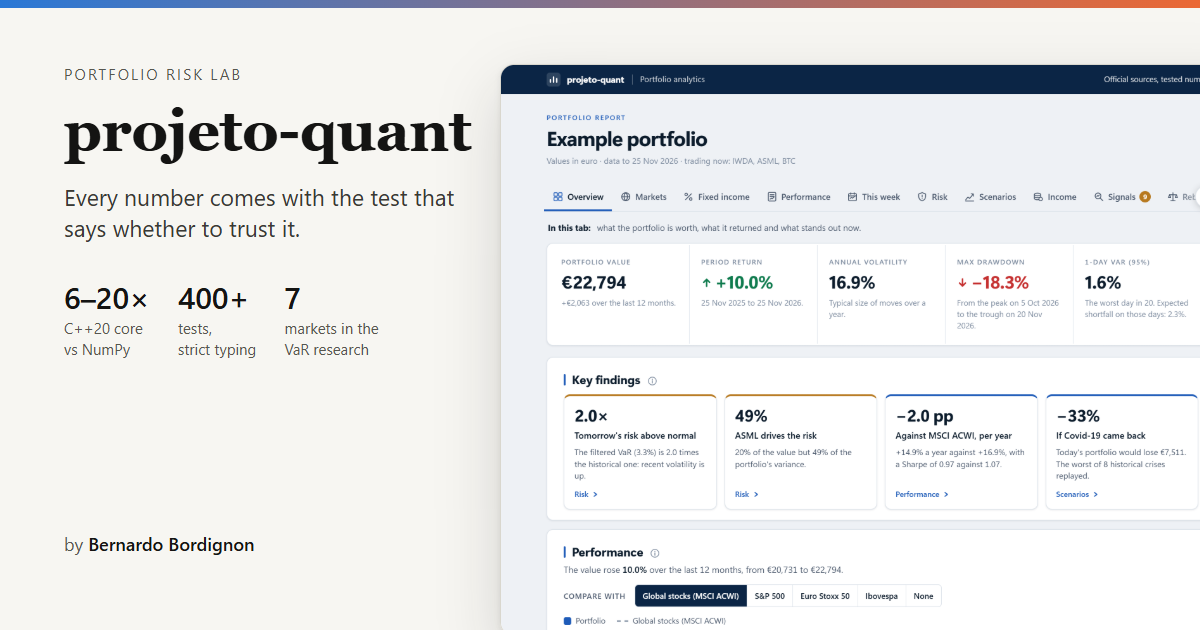 PORTFOLIO RISK LAB
projeto-quant
Every number comes with the test that
says whether to trust it.
6–20×
C++20 core
vs NumPy
400+
tests,
strict typing
7
markets in the
VaR research
by Bernardo Bordignon
projeto-quant
Portfolio analytics
Official sources, tested
PORTFOLIO REPORT
Example portfolio
Values in euro · data to 25 Nov 2026 · trading now: IWDA, ASML, BTC
Overview
Markets
Fixed income
Performance
This week
Risk
Scenarios
Income
Signals
9
In this tab: what the portfolio is worth, what it returned and what stands out now.
PORTFOLIO VALUE
€22,794
+€2,063 over the last 12 months.
PERIOD RETURN
↑ +10.0%
25 Nov 2025 to 25 Nov 2026.
ANNUAL VOLATILITY
16.9%
Typical size of moves over a
year.
MAX DRAWDOWN
↓ −18.3%
From the peak on 5 Oct 2026
to the trough on 20 Nov
2026.
1-DAY VAR (95%)
1.6%
The worst day in 20. Expected
shortfall on those days: 2.3%.
Key findings
2.0×
Tomorrow's risk above normal
The filtered VaR (3.3%) is 2.0 times
the historical one: recent volatility is
up.
Risk >
49%
ASML drives the risk
20% of the value but 49% of the
portfolio's variance.
Risk >
−2.0 pp
Against MSCI ACWI, per year
+14.9% a year against +16.9%, with
a Sharpe of 0.97 against 1.07.
Performance >
−33%
If Covid-19 came back
Today's portfolio would lose €7,511.
The worst of 8 historical crises
replayed.
Scenarios >
Performance
The value rose 10.0% over the last 12 months, from €20,731 to €22,794.
COMPARE WITH
Global stocks (MSCI ACWI)
S&P 500
Euro Stoxx 50
Ibovespa
None
Portfolio
Global stocks (MSCI ACWI)